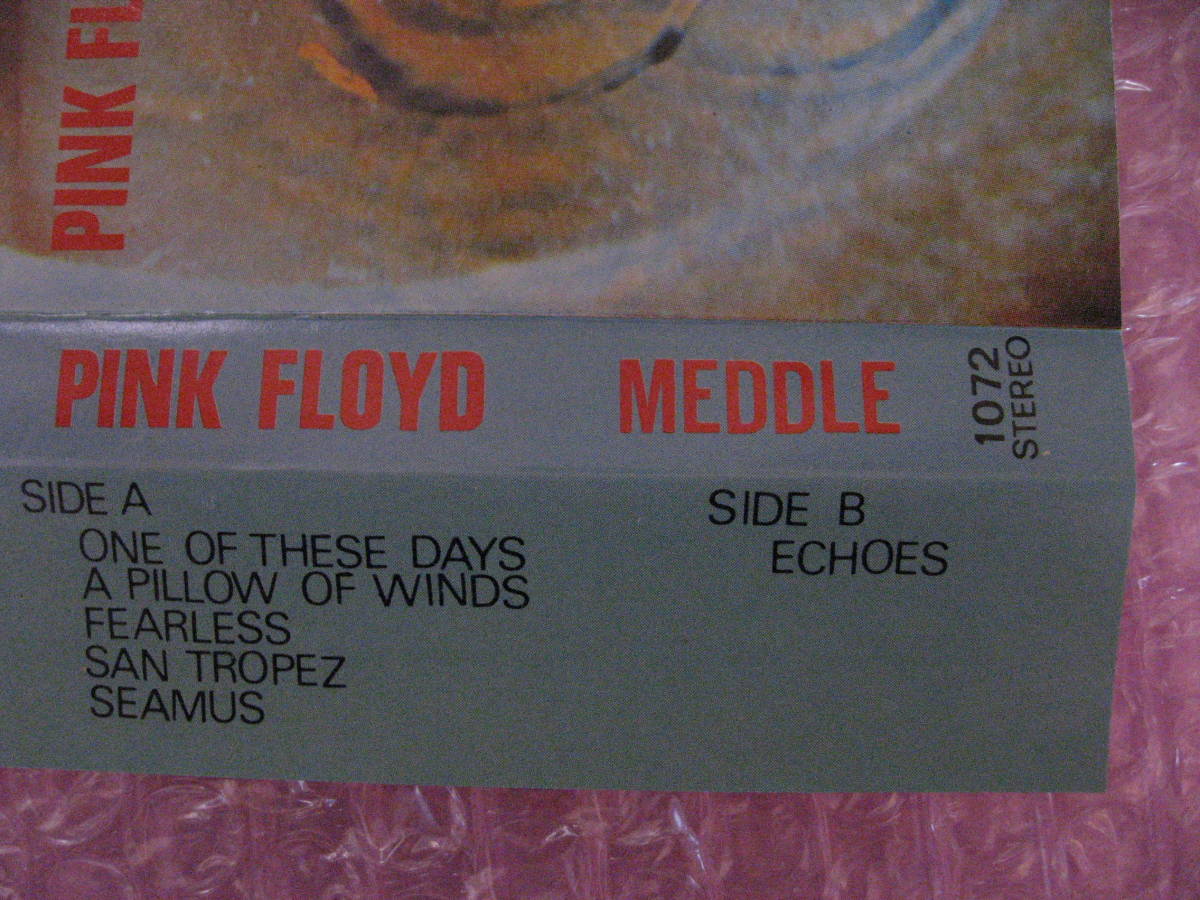 PINK FL
PINK FLOYD MEDDLE
1072
STEREO
SIDE A
ONE OF THESE DAYS
A PILLOW OF WINDS
FEARLESS
SAN TROPEZ
SEAMUS
SIDE B
ECHOES